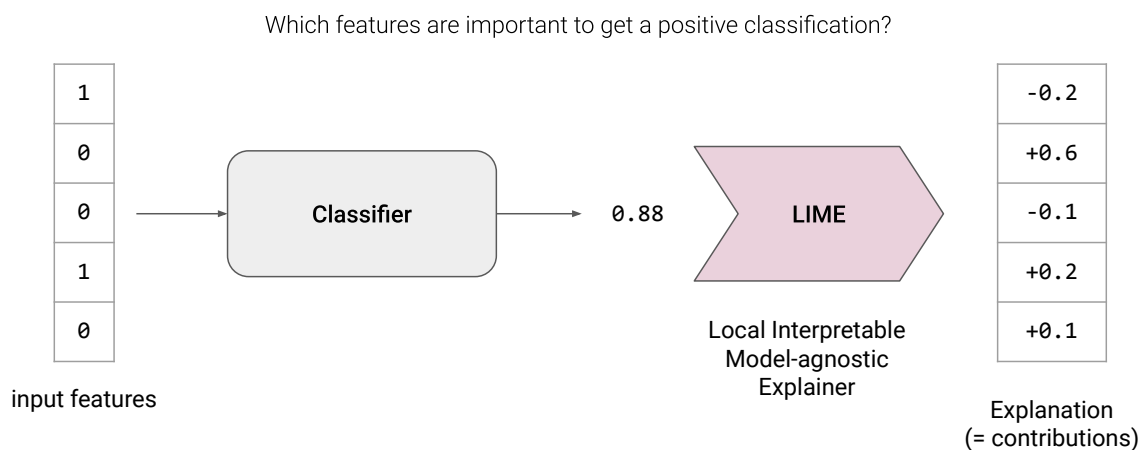 Which features are important to get a positive classification?
1
0
0
1
0
input features
Classifier
0.88
LIME
Local Interpretable
Model-agnostic
Explainer
-0.2
+0.6
-0.1
+0.2
+0.1
Explanation
(= contributions)